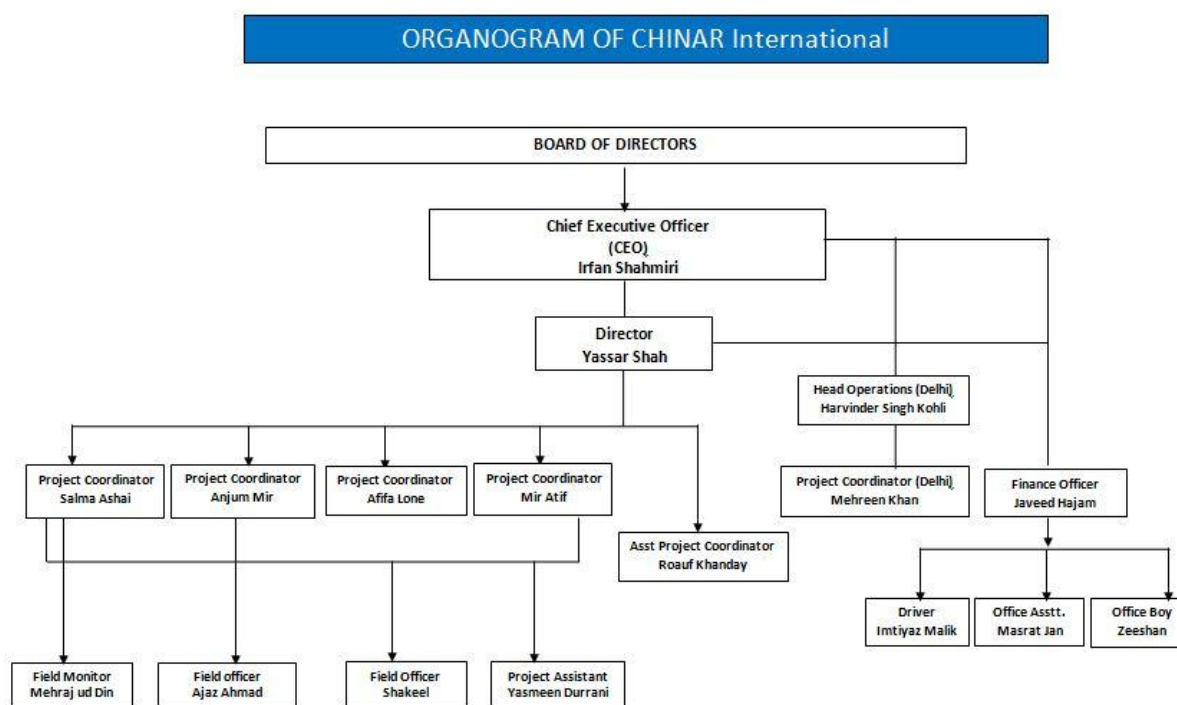 ORGANOGRAM OF CHINAR International
BOARD OF DIRECTORS
Chief Executive Officer
(CEO)
Irfan Shahmiri
Director
Yassar Shah
Head Operations (Delhi)
Harvinder Singh Kohli
Project Coordinator
Salma Ashai
Project Coordinator
Anjum Mir
Project Coordinator
Afifa Lone
Project Coordinator
Mir Atif
Project Coordinator (Delhi)
Mehreen Khan
Finance Officer
Javeed Hajam
Asst Project Coordinator
Roauf Khanday
Driver
Imtiyaz Malik
Office Asstt.
Masrat Jan
Office Boy
Zeeshan
Field Monitor
Mehraj ud Din
Field officer
Ajaz Ahmad
Field Officer
Shakeel
Project Assistant
Yasmeen Durrani